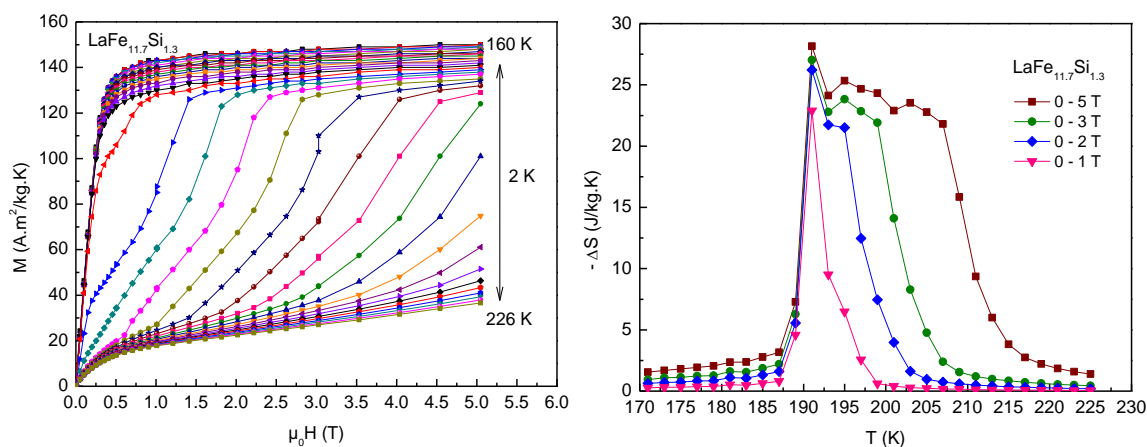 LaFe11.7Si1.3
160 K
2 K
226 K
M (A.m²/kg.K)
160
140
120
100
80
60
40
20
0
0.0 0.5 1.0 1.5 2.0 2.5 3.0 3.5 4.0 4.5 5.0 5.5 6.0
μ0H (T)
- ΔS (J/kg.K)
30
25
20
15
10
5
0
LaFe11.7Si1.3
0 - 5 T
0 - 3 T
0 - 2 T
0 - 1 T
170 175 180 185 190 195 200 205 210 215 220 225 230
T (K)